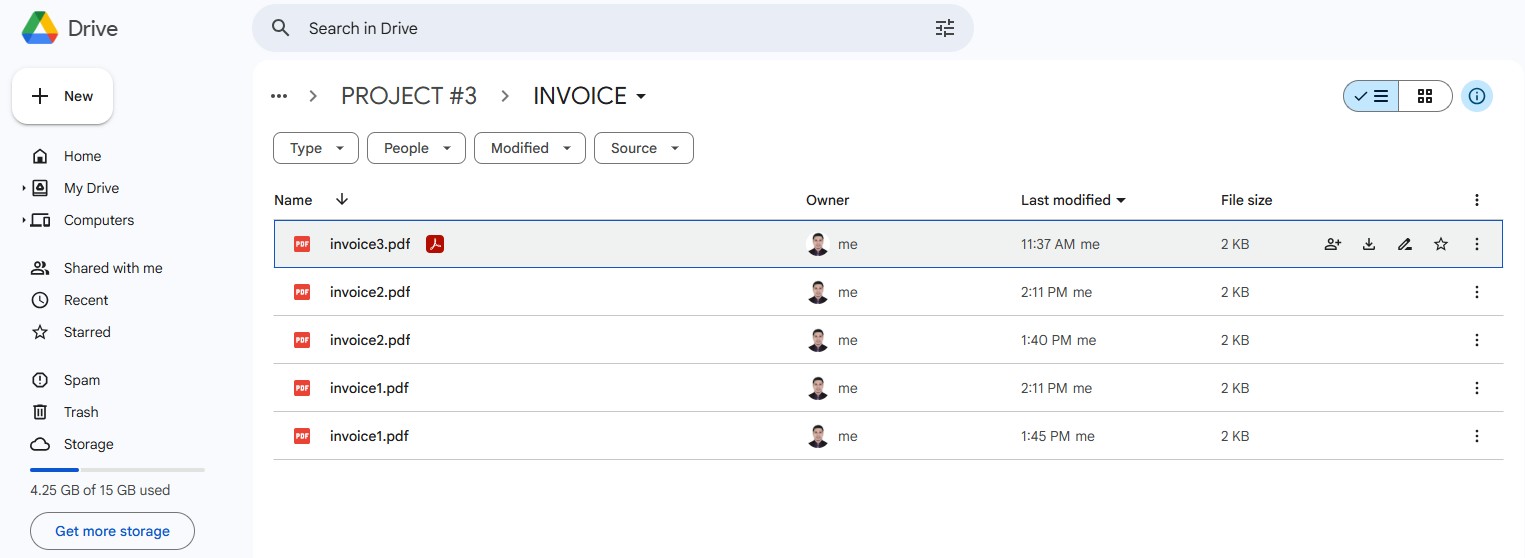 Drive
Search in Drive
New
PROJECT #3 INVOICE
Type People Modified Source
Home
My Drive
Computers
Shared with me
Recent
Starred
Spam
Trash
Storage
4.25 GB of 15 GB used
Get more storage
Name Owner Last modified File size
PDF invoice3.pdf me 11:37 AM me 2 KB
PDF invoice2.pdf me 2:11 PM me 2 KB
PDF invoice2.pdf me 1:40 PM me 2 KB
PDF invoice1.pdf me 2:11 PM me 2 KB
PDF invoice1.pdf me 1:45 PM me 2 KB